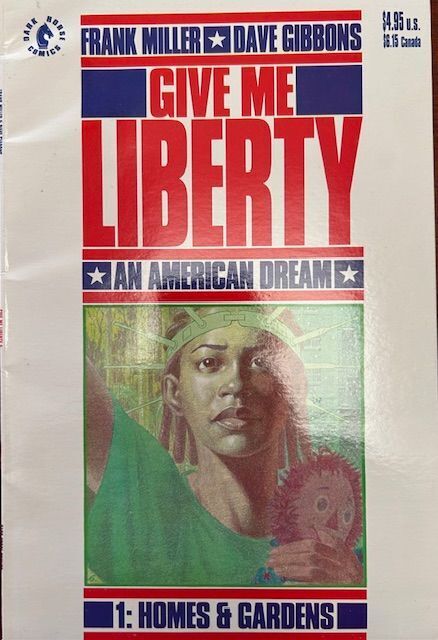 DARK HORSE COMICS
$4.95 U.S.
$6.15 Canada
FRANK MILLER ★ DAVE GIBBONS
GIVE ME
LIBERTY
★ AN AMERICAN DREAM ★
1: HOMES & GARDENS